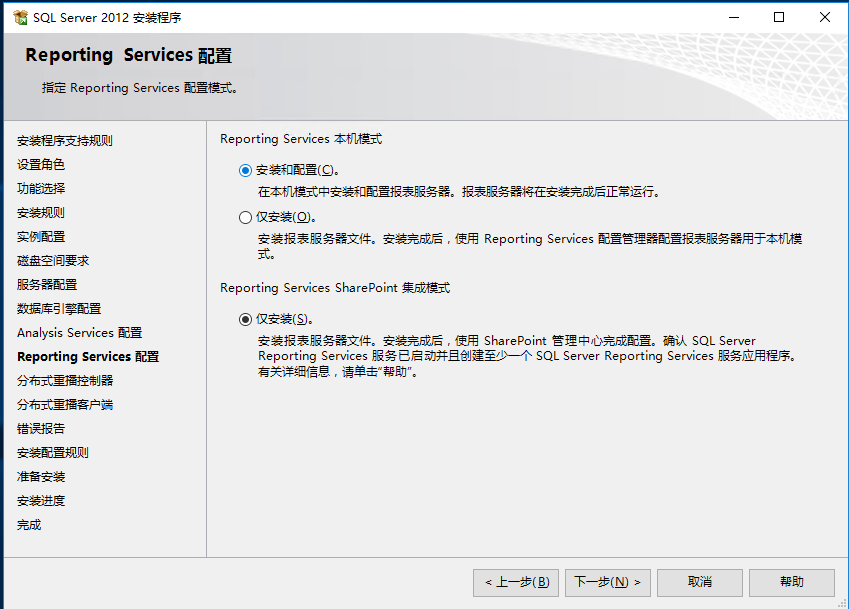 SQL Server 2012 安装程序
Reporting Services 配置
指定 Reporting Services 配置模式。
安装程序支持规则
设置角色
功能选择
安装规则
实例配置
磁盘空间要求
服务器配置
数据库引擎配置
Analysis Services 配置
Reporting Services 配置
分布式重播控制器
分布式重播客户端
错误报告
安装配置规则
准备安装
安装进度
完成
Reporting Services 本机模式
安装和配置(C)。
在本机模式中安装和配置报表服务器。报表服务器将在安装完成后正常运行。
仅安装(O)。
安装报表服务器文件。安装完成后，使用 Reporting Services 配置管理器配置报表服务器用于本机模
式。
Reporting Services SharePoint 集成模式
仅安装(S)。
安装报表服务器文件。安装完成后，使用 SharePoint 管理中心完成配置。确认 SQL Server
Reporting Services 服务已启动并且创建至少一个 SQL Server Reporting Services 服务应用程序。
有关详细信息，请单击“帮助”。
< 上一步(B)
下一步(N) >
取消
帮助